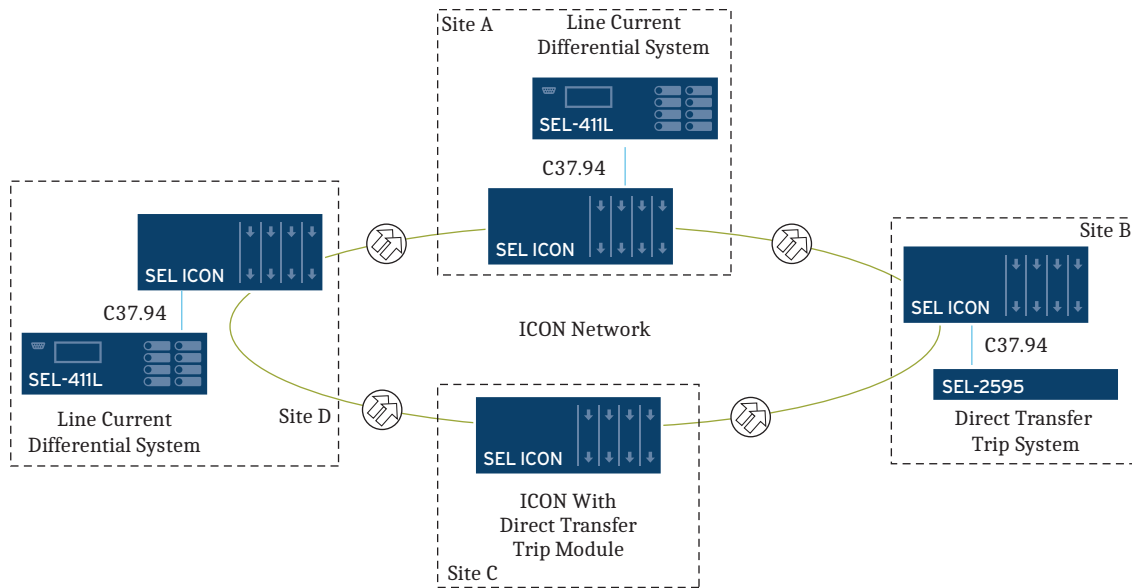 Site A
Line Current
Differential System
SEL-411L
C37.94
SEL ICON
Site B
SEL ICON
C37.94
SEL-2595
Direct Transfer
Trip System
SEL ICON
C37.94
SEL-411L
Line Current
Differential System
Site D
ICON Network
SEL ICON
ICON With
Direct Transfer
Trip Module
Site C